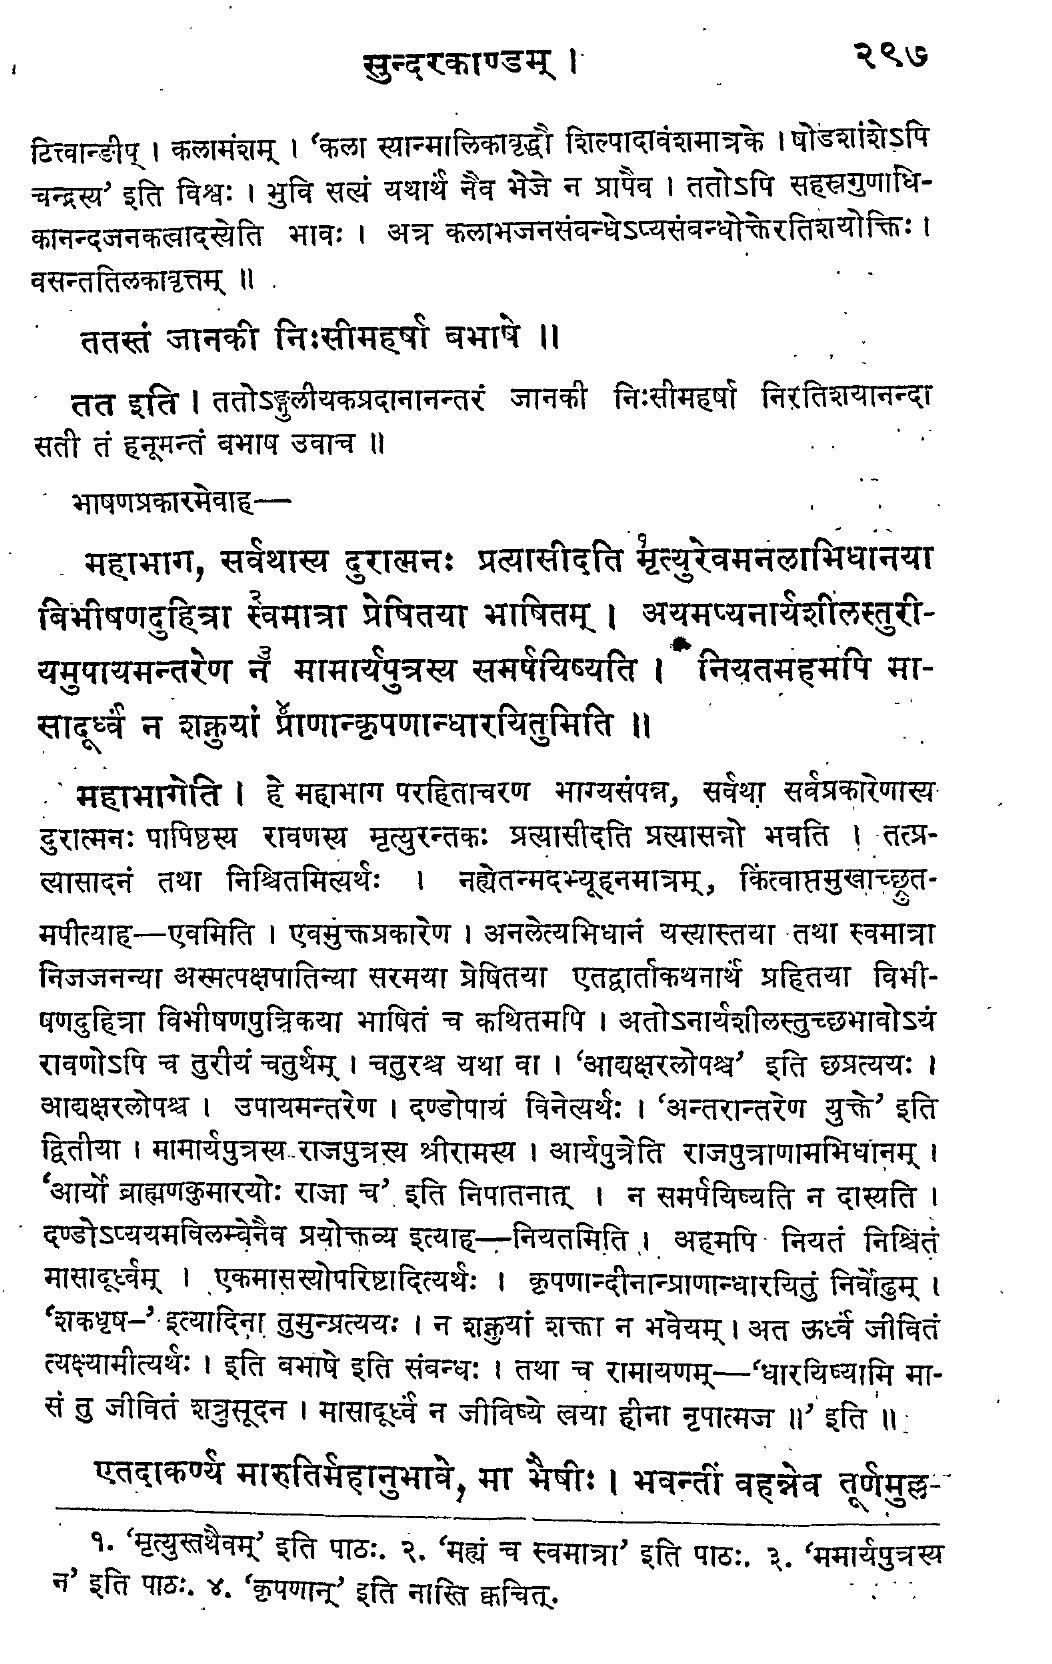 सुन्दरकाण्डम् । २९७
टित्त्वान्ङीप् । कलामंशम् । ‘कला स्यान्मालिकावृद्धौ शिल्पादावंशमात्रके । षोडशांशेऽपि
चन्द्रस्य’ इति विश्वः । भुवि सत्यं यथार्थं नैव भेजे न प्रापैव । ततोऽपि सहस्रगुणाधि-
कानन्दजनकत्वादस्येति भावः । अत्र कलाभजनसंवन्धेऽप्यसंवन्धोक्तेरतिशयोक्तिः ।
वसन्ततिलकावृत्तम् ॥
ततस्तं जानकी निःसीमहर्षा बभाषे ॥
तत इति । ततोऽङ्गुलीयकप्रदानानन्तरं जानकी निःसीमहर्षा निरतिशयानन्दा
सती तं हनूमन्तं बभाष उवाच ॥
भाषणप्रकारमेवाह—
महाभाग, सर्वथास्य दुरात्मनः प्रत्यासीदति १मृत्युरेवमनलाभिधानया
विभीषणदुहित्रा २स्वमात्रा प्रेषितया भाषितम् । अयमप्यनार्यशीलस्तुरी-
यमुपायमन्तरेण न३ मामार्यपुत्रस्य समर्पयिष्यति । नियतमहमपि मा-
सादूर्ध्वं न शक्नुयां प्राणान्४कृपणान्धारयितुमिति ॥
महाभागेति । हे महाभाग परहिताचरण भाग्यसंपन्न, सर्वथा सर्वप्रकारेणास्य
दुरात्मनः पापिष्ठस्य रावणस्य मृत्युरन्तकः प्रत्यासीदति प्रत्यासन्नो भवति । तत्प्र-
त्यासादनं तथा निश्चितमित्यर्थः । नह्येतन्मदभ्यूहनमात्रम्, किंत्वाप्तमुखाच्छ्रुत-
मपीत्याह—एवमिति । एवमुक्तप्रकारेण । अनलेत्यभिधानं यस्यास्तया तथा स्वमात्रा
निजजनन्या अस्मत्पक्षपातिन्या सरमया प्रेषितया एतद्वार्ताकथनार्थं प्रहितया विभी-
षणदुहित्रा विभीषणपुत्रिकया भाषितं च कथितमपि । अतोऽनार्यशीलस्तुच्छभावोऽयं
रावणोऽपि च तुरीयं चतुर्थम् । चतुरश्च यथा वा । ‘आद्यक्षरलोपश्च’ इति छप्रत्ययः ।
आद्यक्षरलोपश्च । उपायमन्तरेण । दण्डोपायं विनेत्यर्थः । ‘अन्तरान्तरेण युक्ते’ इति
द्वितीया । मामार्यपुत्रस्य राजपुत्रस्य श्रीरामस्य । आर्यपुत्रेति राजपुत्राणामभिधानम् ।
‘आर्यो ब्राह्मणकुमारयोः राजा च’ इति निपातनात् । न समर्पयिष्यति न दास्यति ।
दण्डोऽप्ययमविलम्वेनैव प्रयोक्तव्य इत्याह—नियतमिति । अहमपि नियतं निश्चितं
मासादूर्ध्वम् । एकमासस्योपरिष्टादित्यर्थः । कृपणान्दीनान्प्राणान्धारयितुं निर्वोढुम् ।
‘शकधृष-’ इत्यादिना तुमुन्प्रत्ययः । न शक्नुयां शक्ता न भवेयम् । अत ऊर्ध्वं जीवितं
त्यक्ष्यामीत्यर्थः । इति बभाषे इति संबन्धः । तथा च रामायणम्—‘धारयिष्यामि मा-
सं तु जीवितं शत्रुसूदन । मासादूर्ध्वं न जीविष्ये त्वया हीना नृपात्मज ॥’ इति ॥
एतदाकर्ण्य मारुतिर्महानुभावे, मा भैषीः । भवन्तीं वहन्नेव तूर्णमुल्ल-
१. ‘मृत्युस्तथैवम्’ इति पाठः. २. ‘मह्यं च स्वमात्रा’ इति पाठः. ३. ‘ममार्यपुत्रस्य
न’ इति पाठः. ४. ‘कृपणान्’ इति नास्ति क्वचित्.